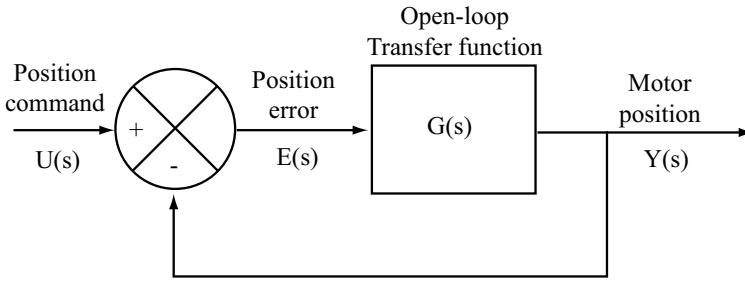 Open-loop
Transfer function
Position
command
U(s)
+
-
Position
error
E(s)
G(s)
Motor
position
Y(s)